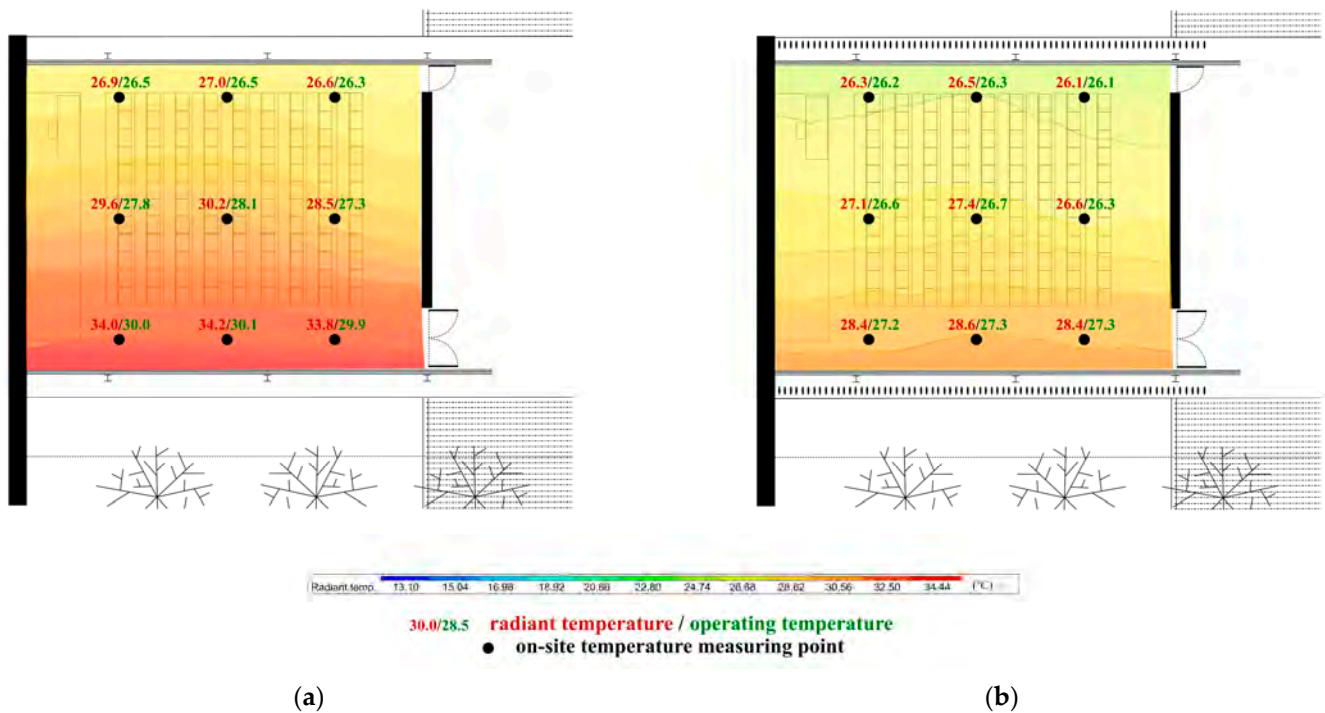 26.9/26.5 27.0/26.5 26.6/26.3
26.3/26.2 26.5/26.3 26.1/26.1
29.6/27.8 30.2/28.1 28.5/27.3
27.1/26.6 27.4/26.7 26.6/26.3
34.0/30.0 34.2/30.1 33.8/29.9
28.4/27.2 28.6/27.3 28.4/27.3
Radiant temp. 13.10 15.04 16.98 18.92 20.86 22.80 24.74 26.68 28.62 30.56 32.50 34.44 (°C)
30.0/28.5 radiant temperature / operating temperature
on-site temperature measuring point
(a) (b)